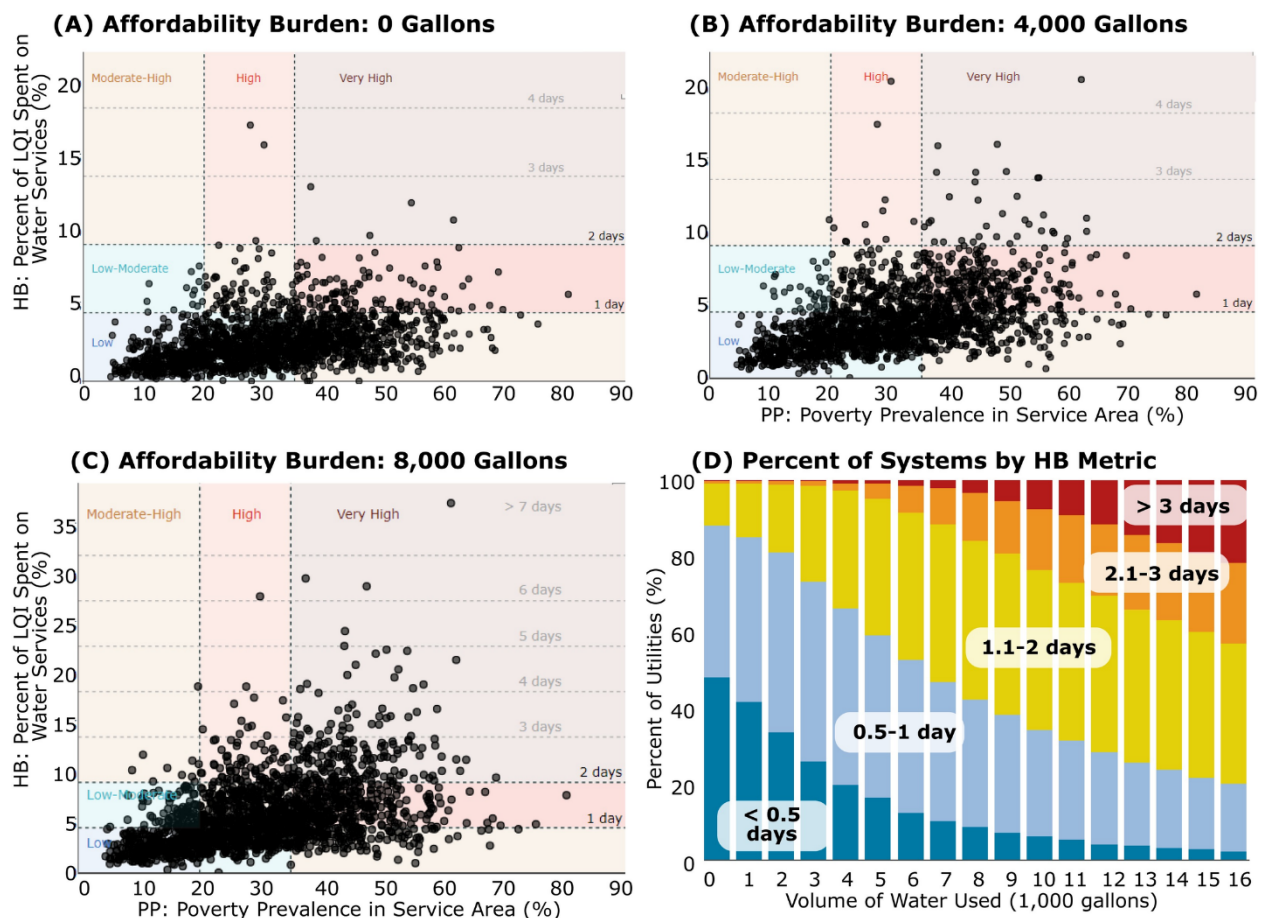 (A) Affordability Burden: 0 Gallons
HB: Percent of LQI Spent on
Water Services (%)
20
15
10
5
0
Moderate-High
High
Very High
4 days
3 days
2 days
Low-Moderate
1 day
Low
0 10 20 30 40 50 60 70 80 90
(B) Affordability Burden: 4,000 Gallons
20
15
10
5
0
Moderate-High
High
Very High
4 days
3 days
2 days
Low-Moderate
1 day
Low
0 10 20 30 40 50 60 70 80 90
PP: Poverty Prevalence in Service Area (%)
(C) Affordability Burden: 8,000 Gallons
HB: Percent of LQI Spent on
Water Services (%)
35
30
25
20
15
10
5
0
Moderate-High
High
Very High
> 7 days
6 days
5 days
4 days
3 days
2 days
Low-Moderate
1 day
Low
0 10 20 30 40 50 60 70 80 90
PP: Poverty Prevalence in Service Area (%)
(D) Percent of Systems by HB Metric
Percent of Utilities (%)
100
80
60
40
20
0
> 3 days
2.1-3 days
1.1-2 days
0.5-1 day
< 0.5
days
0 1 2 3 4 5 6 7 8 9 10 11 12 13 14 15 16
Volume of Water Used (1,000 gallons)